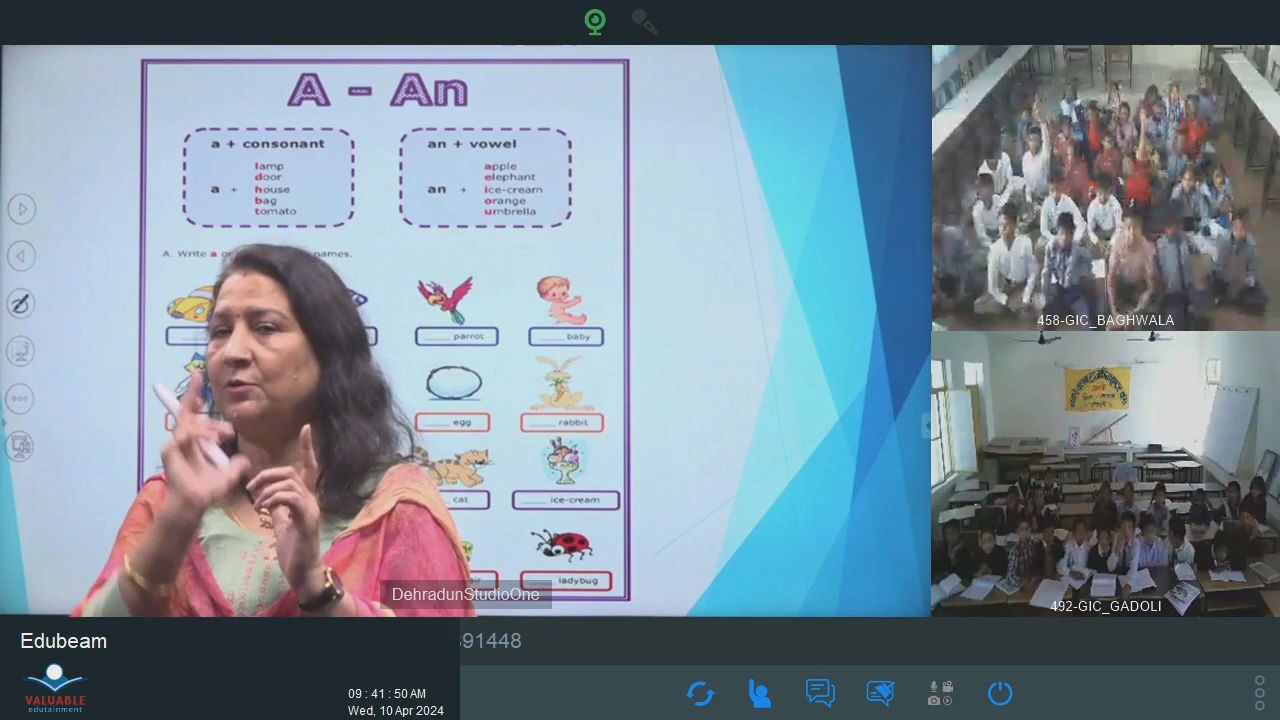 A - An
a + consonant
lamp
door
a + house
bag
tomato
an + vowel
apple
elephant
an + ice-cream
orange
umbrella
A. Write a
names.
parrot
baby
egg
rabbit
cat
ice-cream
ladybug
DehradunStudioOne
458-GIC_BAGHWALA
492-GIC_GADOLI
Edubeam
91448
VALUABLE
edutainment
09 : 41 : 50 AM
Wed, 10 Apr 2024